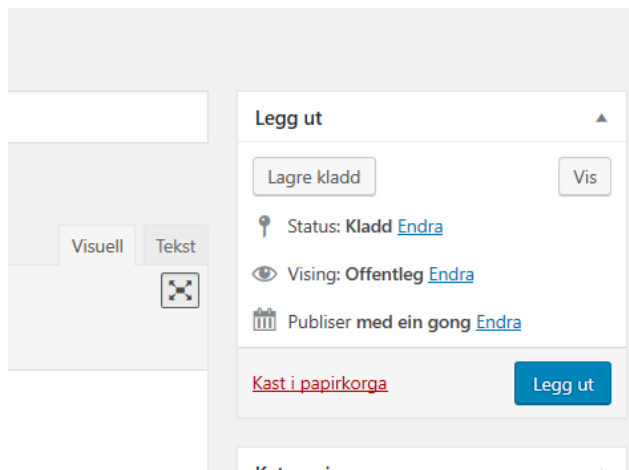 Legg ut
Lagre kladd
Vis
Status: Kladd Endra
Visuell
Tekst
Vising: Offentleg Endra
Publiser med ein gong Endra
Kast i papirkorga
Legg ut